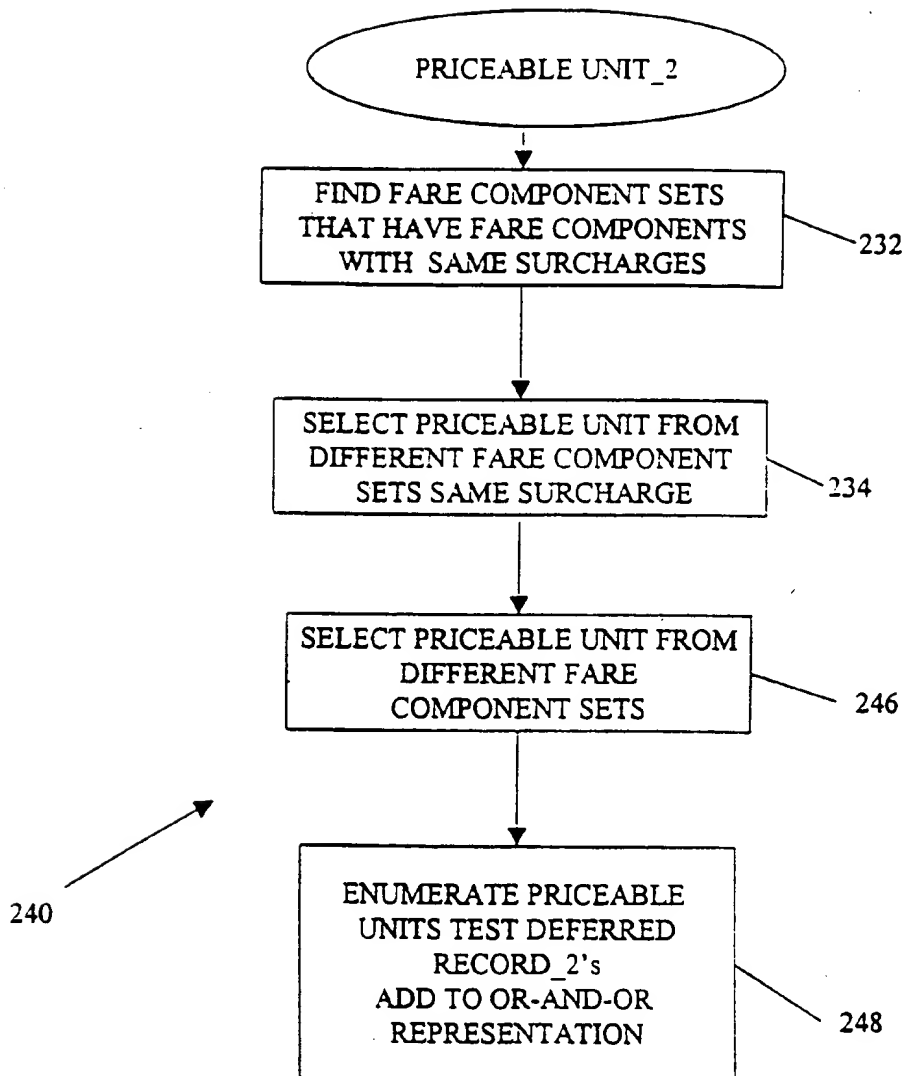 PRICEABLE UNIT_2
FIND FARE COMPONENT SETS
THAT HAVE FARE COMPONENTS
WITH SAME SURCHARGES
232
SELECT PRICEABLE UNIT FROM
DIFFERENT FARE COMPONENT
SETS SAME SURCHARGE
234
SELECT PRICEABLE UNIT FROM
DIFFERENT FARE
COMPONENT SETS
246
240
ENUMERATE PRICEABLE
UNITS TEST DEFERRED
RECORD_2's
ADD TO OR-AND-OR
REPRESENTATION
248